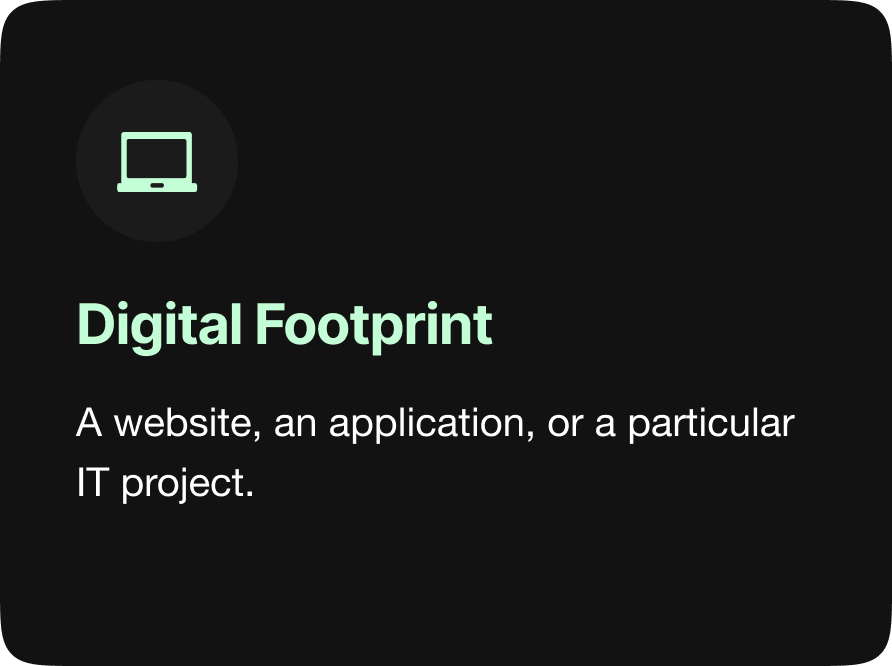 Digital Footprint
A website, an application, or a particular
IT project.